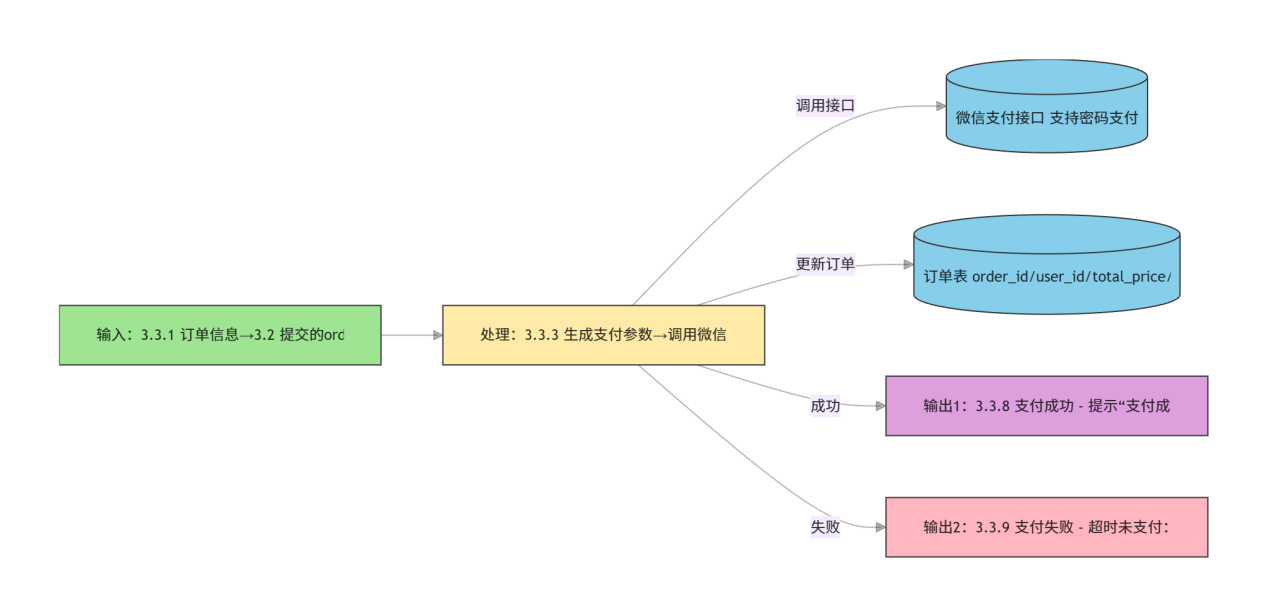 调用接口
微信支付接口 支持密码支付
更新订单
订单表 order_id/user_id/total_price/
输入：3.3.1 订单信息→3.2 提交的orc
处理：3.3.3 生成支付参数→调用微信
成功
输出1：3.3.8 支付成功 - 提示“支付成
失败
输出2：3.3.9 支付失败 - 超时未支付：